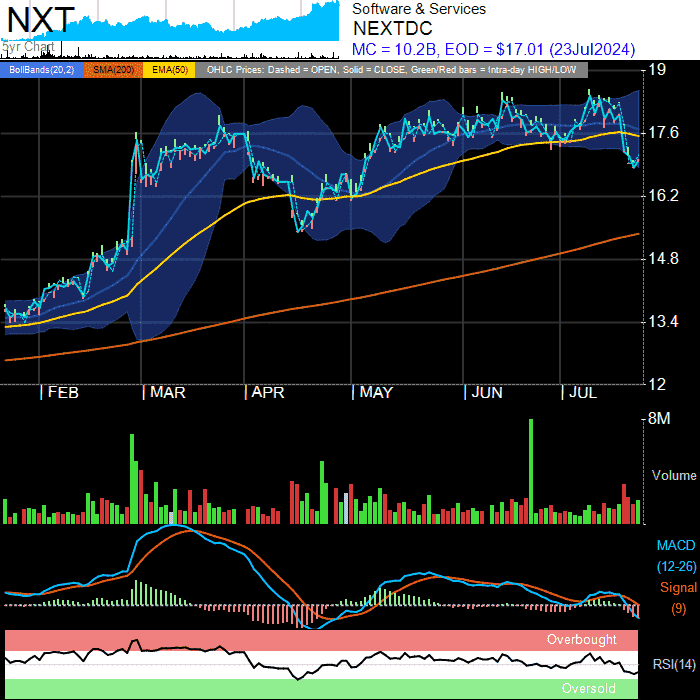 NXT
5yr Chart
Software & Services
NEXTDC
MC = 10.2B, EOD = $17.01 (23Jul2024)
BollBands(20,2) SMA(200) EMA(50) OHLC Prices: Dashed = OPEN, Solid = CLOSE, Green/Red bars = Intra-day HIGH/LOW
19
17.6
16.2
14.8
13.4
12
FEB MAR APR MAY JUN JUL
8M
Volume
MACD
(12-26)
Signal
(9)
Overbought
RSI(14)
Oversold